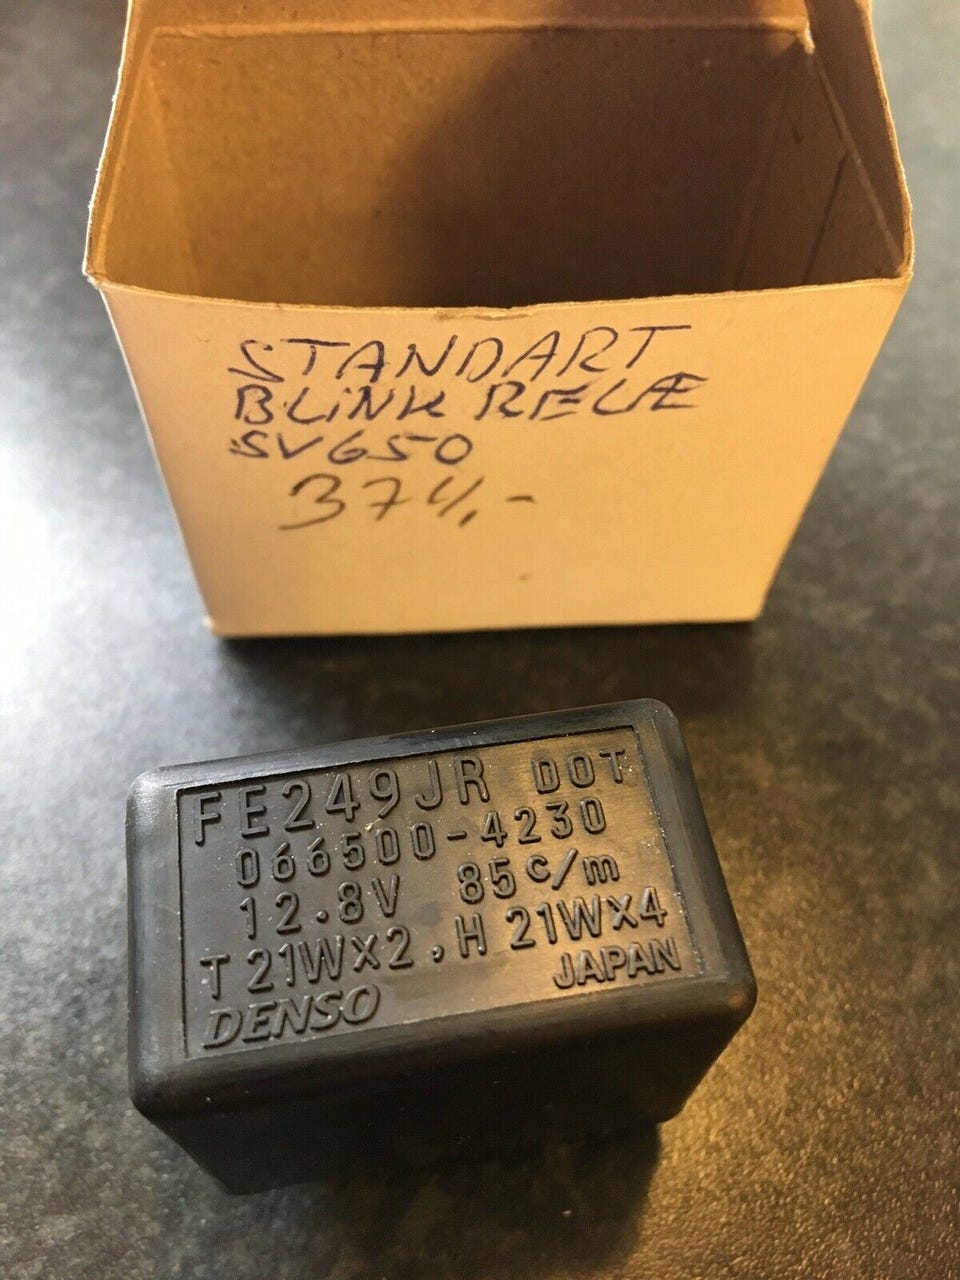 STANDART
BLINK RELÆ
SV650
374,-
FE249JR DOT
066500-4230
12.8V 85c/m
T 21W×2, H 21W×4
DENSO JAPAN